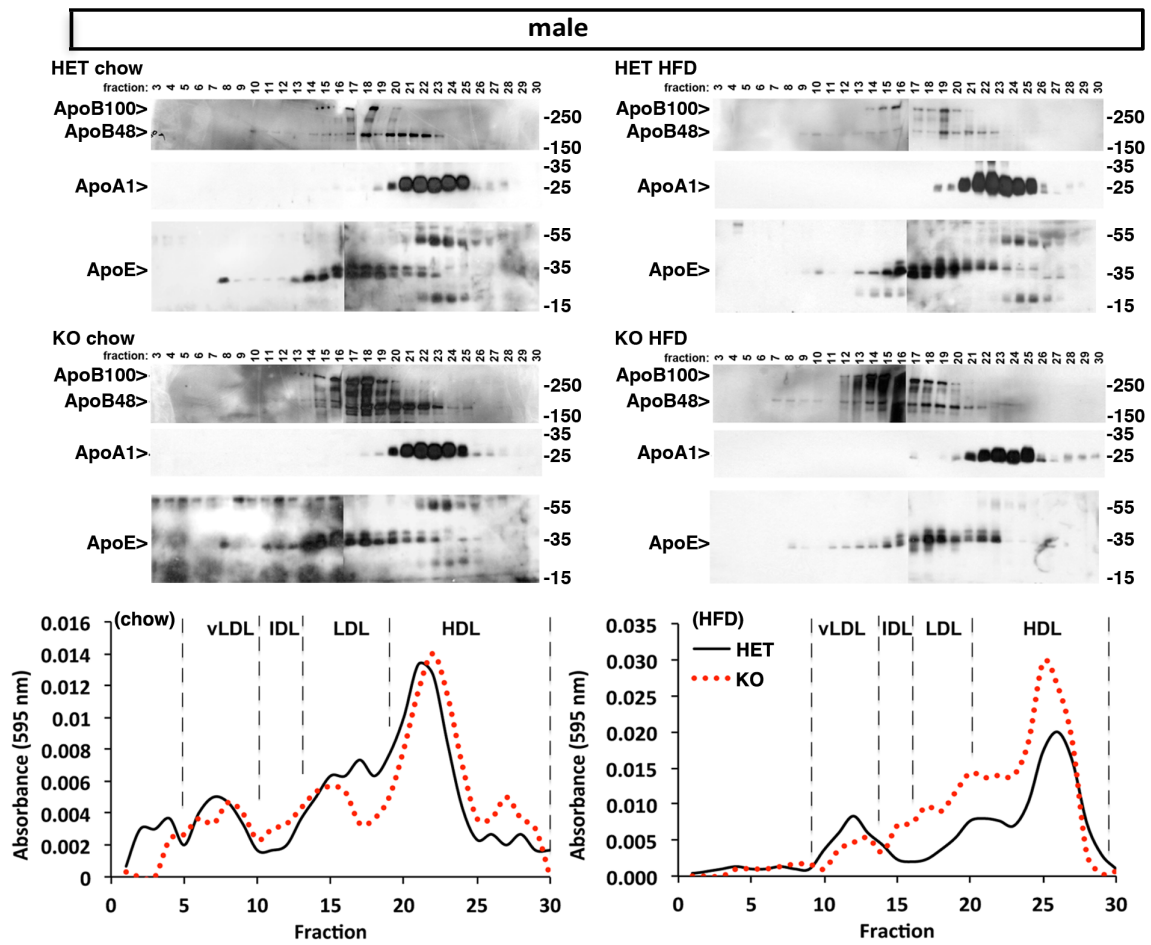 male
HET chow
fraction: 3 4 5 6 7 8 9 10 11 12 13 14 15 16 17 18 19 20 21 22 23 24 25 26 27 28 29 30
ApoB100>
-250
ApoB48>
-150
-35
ApoA1>
-25
-55
ApoE>
-35
-15
HET HFD
fraction: 3 4 5 6 7 8 9 10 11 12 13 14 15 16 17 18 19 20 21 22 23 24 25 26 27 28 29 30
ApoB100>
-250
ApoB48>
-150
-35
ApoA1>
-25
-55
ApoE>
-35
-15
KO chow
fraction: 3 4 5 6 7 8 9 10 11 12 13 14 15 16 17 18 19 20 21 22 23 24 25 26 27 28 29 30
ApoB100>
-250
ApoB48>
-150
-35
ApoA1>
-25
-55
ApoE>
-35
-15
KO HFD
fraction: 3 4 5 6 7 8 9 10 11 12 13 14 15 16 17 18 19 20 21 22 23 24 25 26 27 28 29 30
ApoB100>
-250
ApoB48>
-150
-35
ApoA1>
-25
-55
ApoE>
-35
-15
(chow)
vLDL IDL LDL HDL
0.016
0.014
0.012
0.01
0.008
0.006
0.004
0.002
0
Absorbance (595 nm)
0 5 10 15 20 25 30
Fraction
(HFD)
vLDL IDL LDL HDL
HET
KO
0.035
0.030
0.025
0.020
0.015
0.010
0.005
0.000
Absorbance (595 nm)
0 5 10 15 20 25 30
Fraction